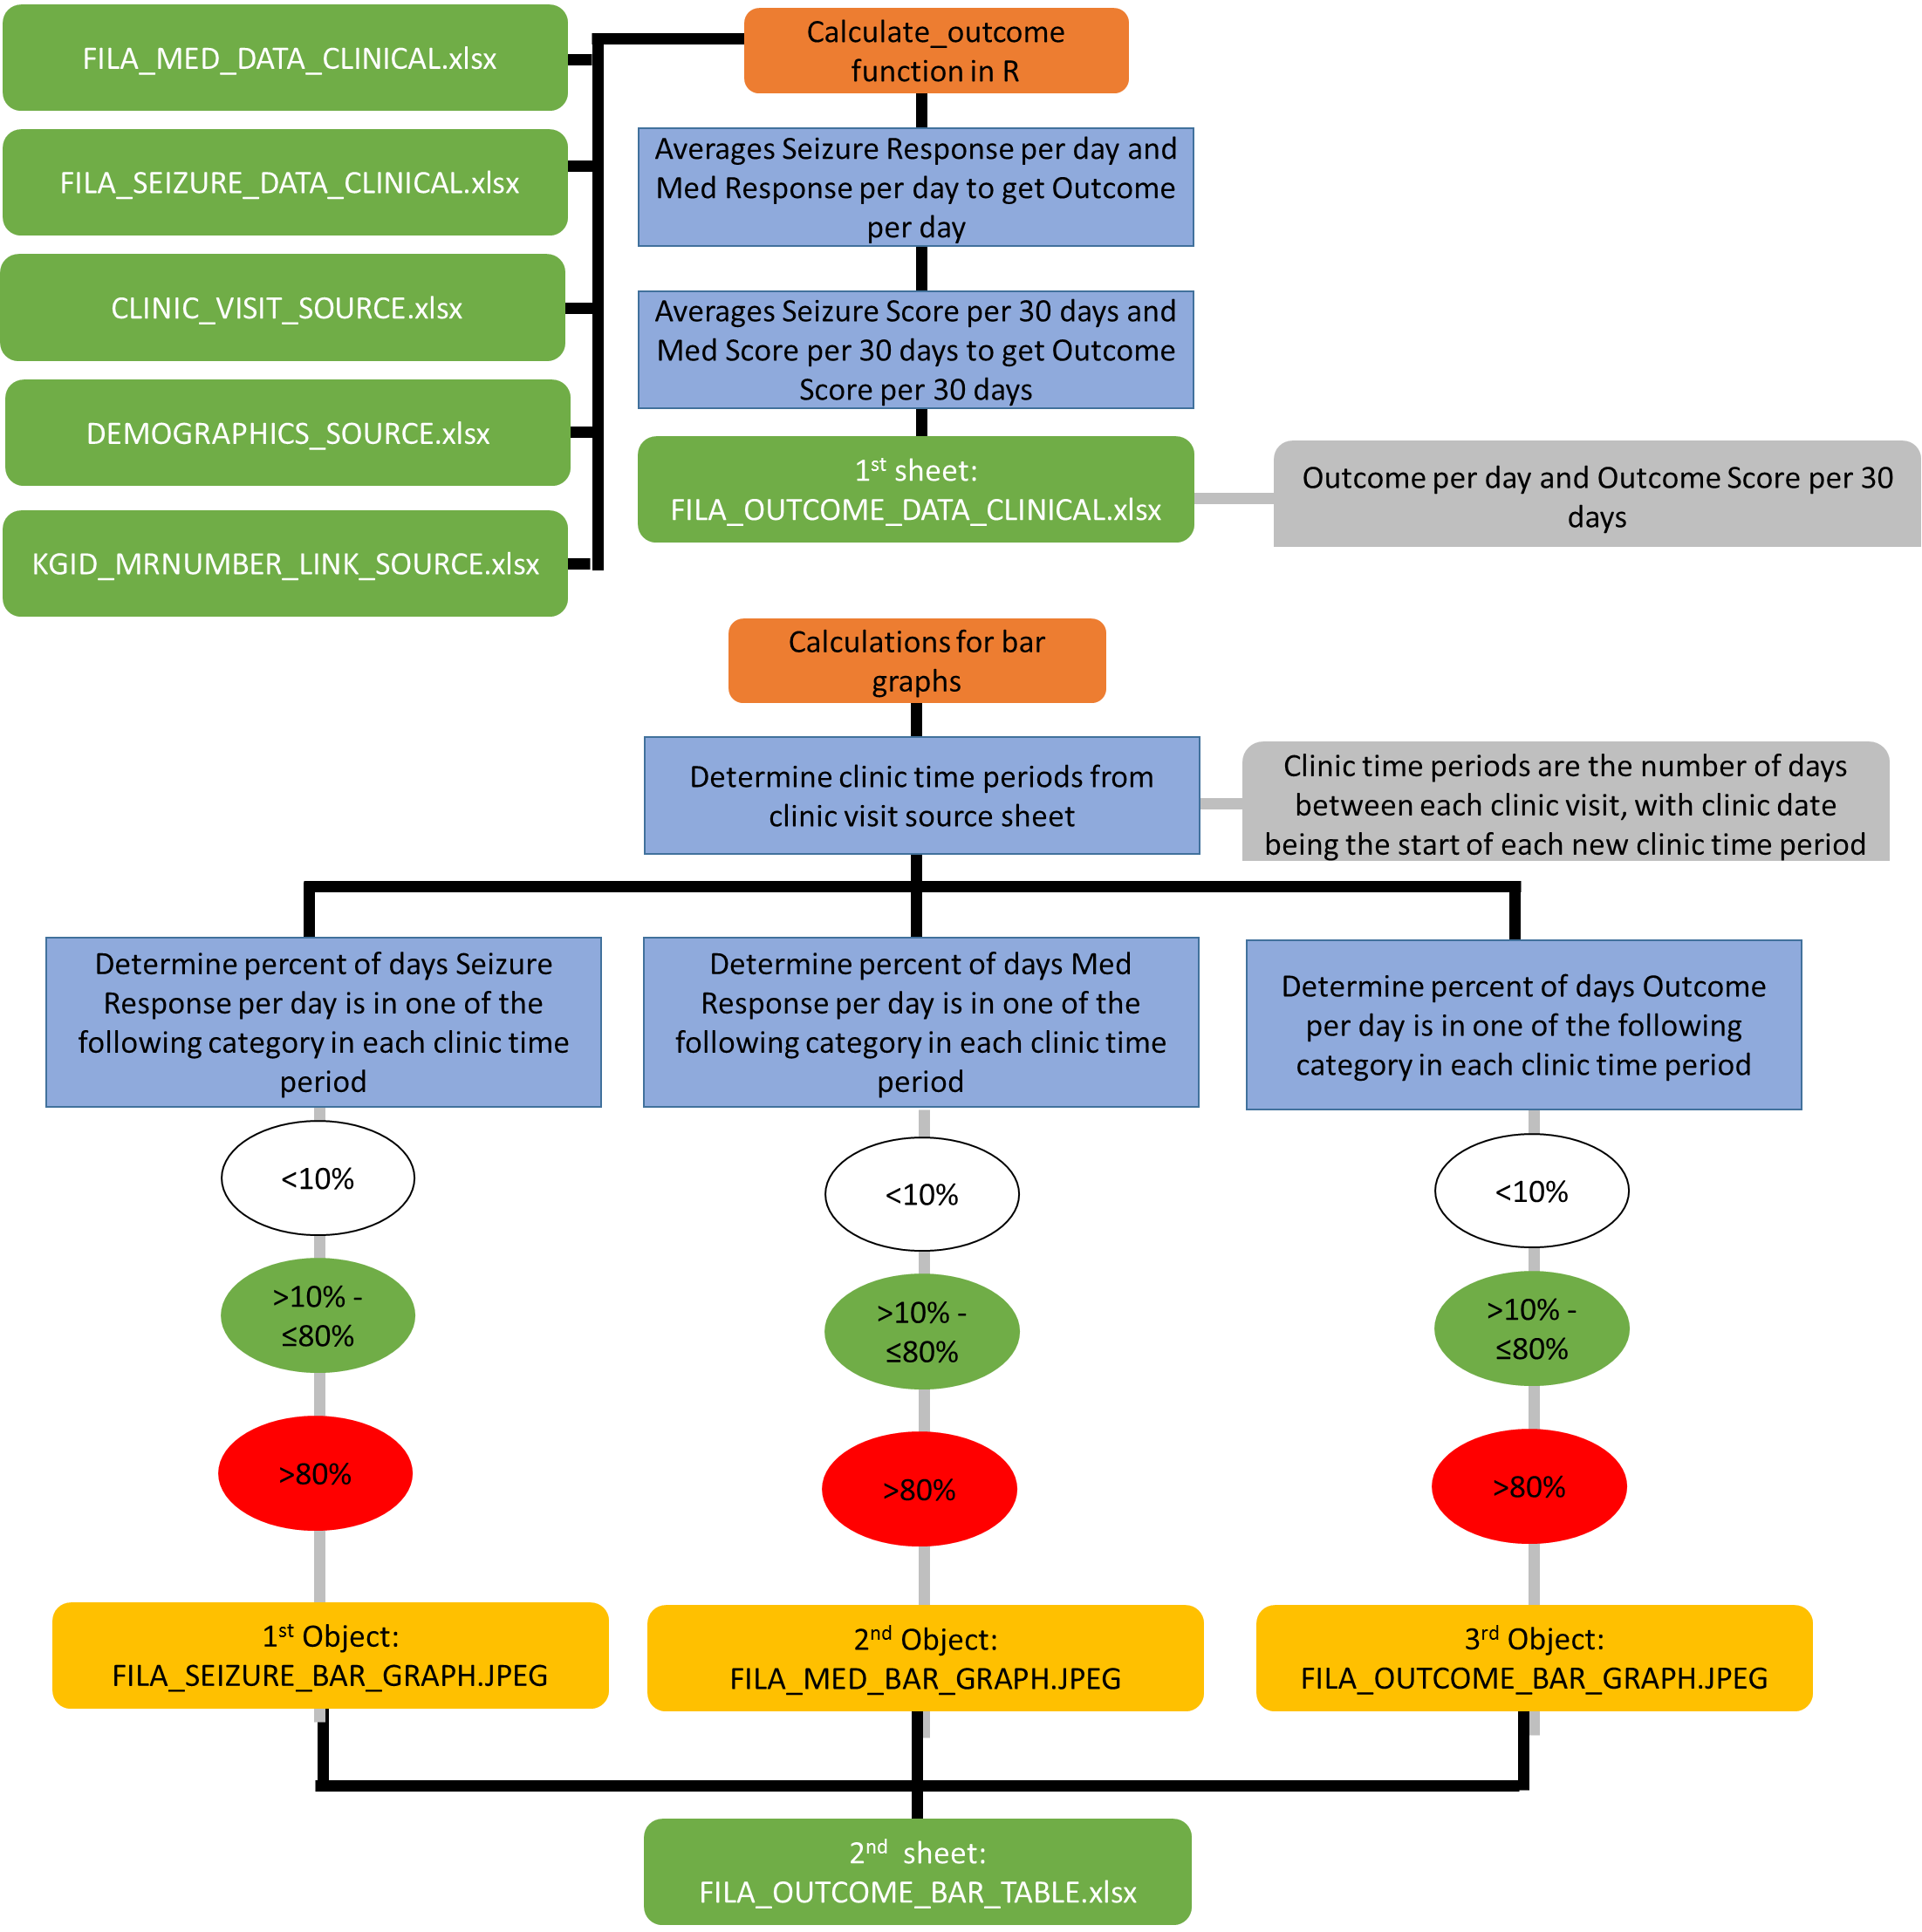 FILA_MED_DATA_CLINICAL.xlsx
FILA_SEIZURE_DATA_CLINICAL.xlsx
CLINIC_VISIT_SOURCE.xlsx
DEMOGRAPHICS_SOURCE.xlsx
KGID_MRNUMBER_LINK_SOURCE.xlsx
Calculate_outcome
function in R
Averages Seizure Response per day and
Med Response per day to get Outcome
per day
Averages Seizure Score per 30 days and
Med Score per 30 days to get Outcome
Score per 30 days
1st sheet:
FILA_OUTCOME_DATA_CLINICAL.xlsx
Outcome per day and Outcome Score per 30
days
Calculations for bar
graphs
Determine clinic time periods from
clinic visit source sheet
Clinic time periods are the number of days
between each clinic visit, with clinic date
being the start of each new clinic time period
Determine percent of days Seizure
Response per day is in one of the
following category in each clinic time
period
<10%
>10% -
≤80%
>80%
1st Object:
FILA_SEIZURE_BAR_GRAPH.JPEG
Determine percent of days Med
Response per day is in one of the
following category in each clinic time
period
<10%
>10% -
≤80%
>80%
2nd Object:
FILA_MED_BAR_GRAPH.JPEG
Determine percent of days Outcome
per day is in one of the following
category in each clinic time period
<10%
>10% -
≤80%
>80%
3rd Object:
FILA_OUTCOME_BAR_GRAPH.JPEG
2nd sheet:
FILA_OUTCOME_BAR_TABLE.xlsx